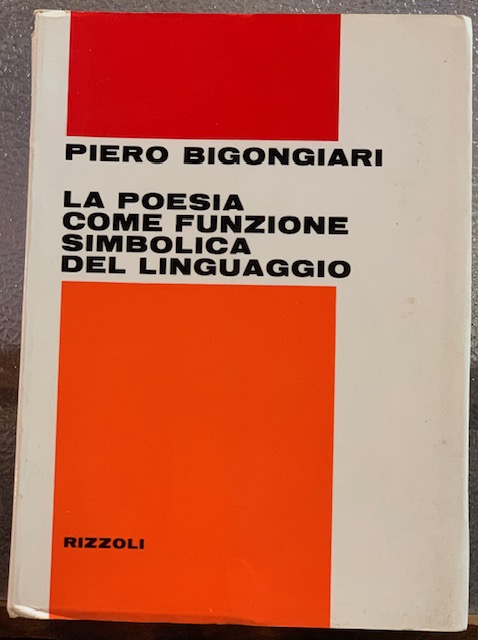 PIERO BIGONGIARI
LA POESIA
COME FUNZIONE
SIMBOLICA
DEL LINGUAGGIO
RIZZOLI